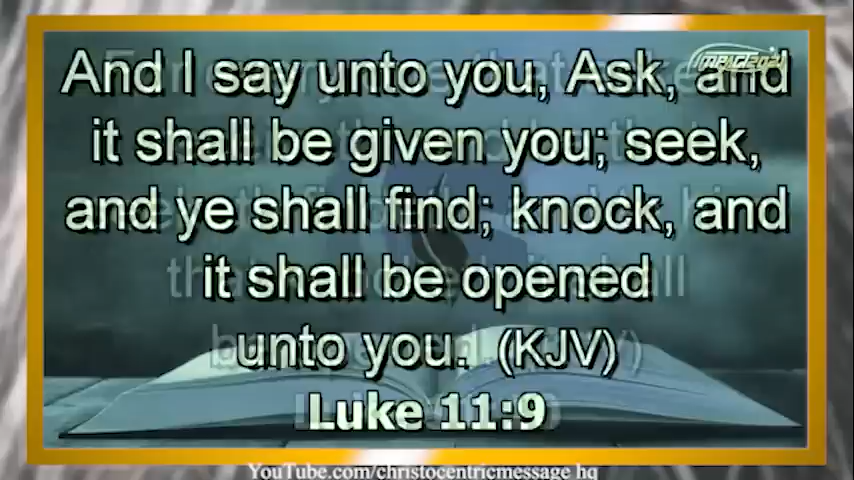 And I say unto you, Ask, and
it shall be given you; seek,
and ye shall find; knock, and
it shall be opened
unto you. (KJV)
Luke 11:9
IMPACT2021
YouTube.com/christocentricmessage hq